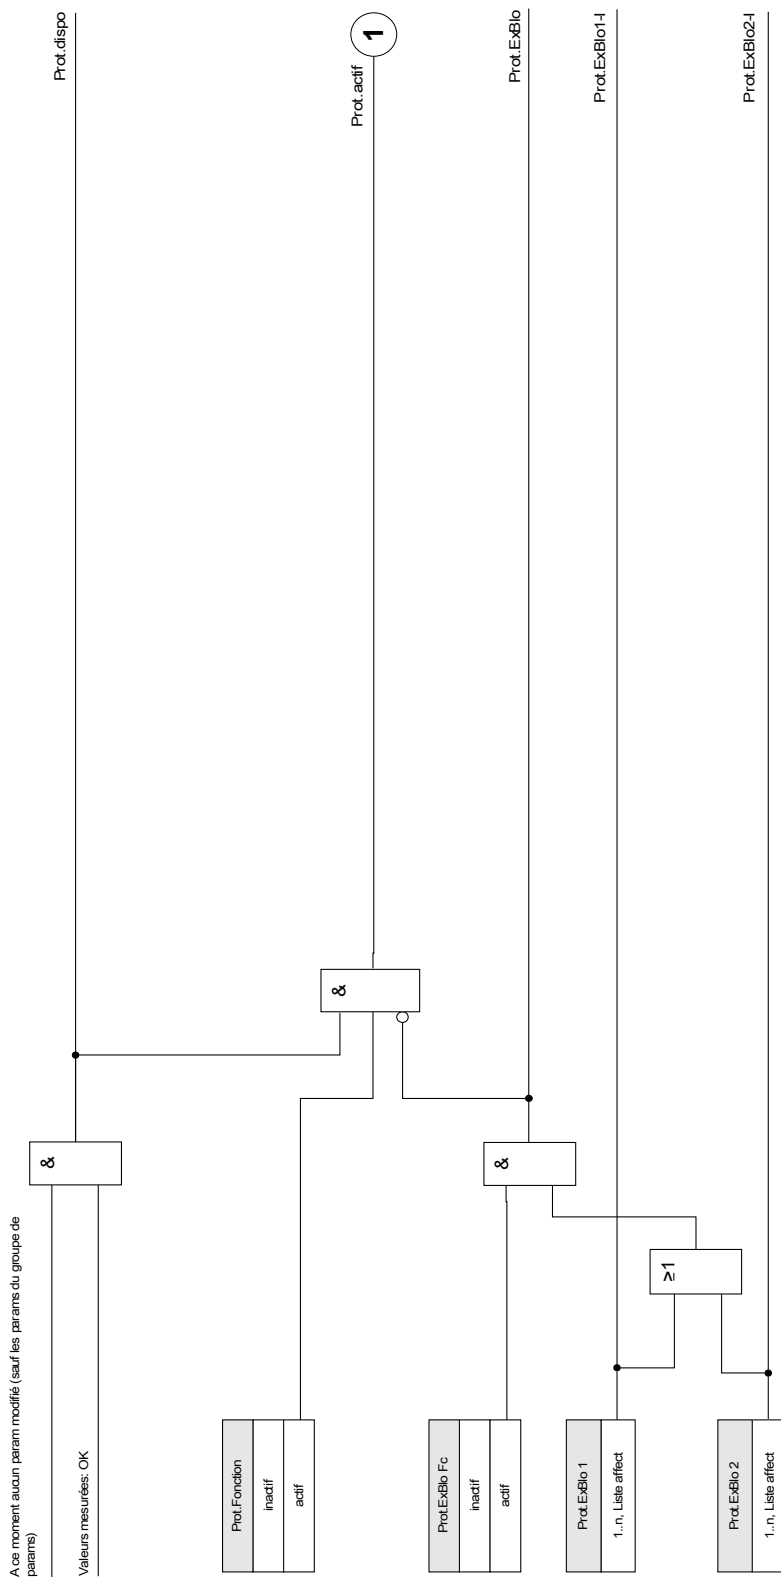 A ce moment aucun param modifié (sauf les params du groupe de
params)
Valeurs mesurées: OK
&
Prot.dispo
Prot.Fonction
inactif
actif
&
Prot.actif
1
Prot.ExBlo Fc
inactif
actif
&
Prot.ExBlo
Prot.ExBlo 1
1..n, Liste affect
Prot.ExBlo1-I
≥1
Prot.ExBlo 2
1..n, Liste affect
Prot.ExBlo2-I